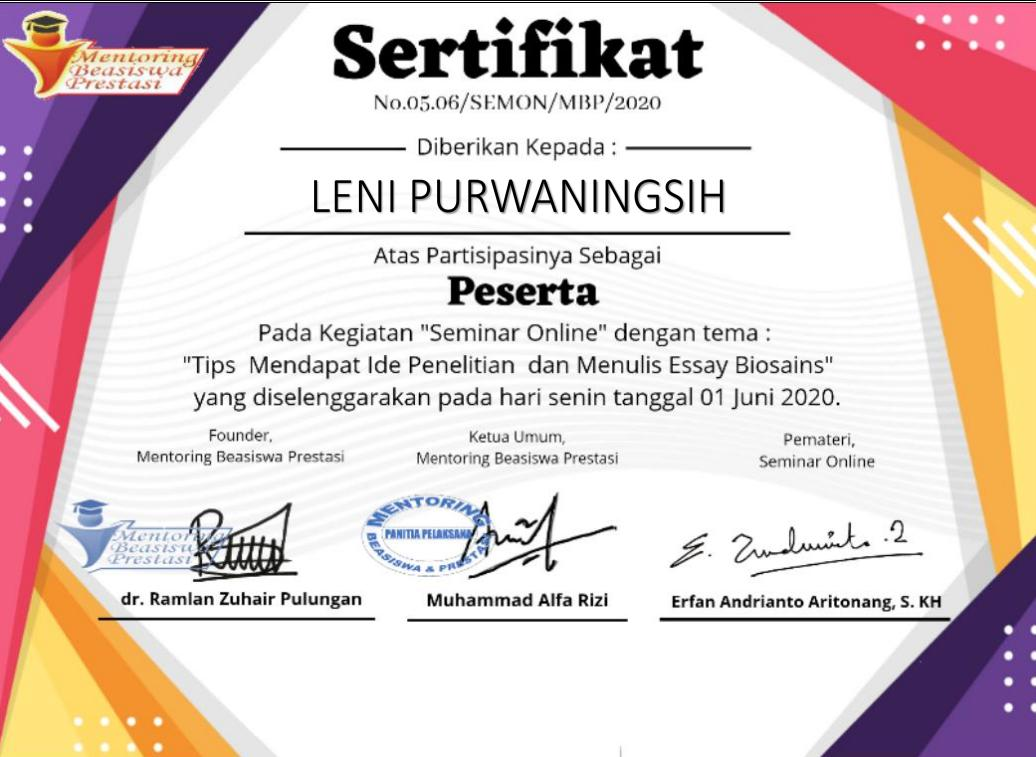 Mentoring
Beasiswa
Prestasi
Sertifikat
No.05.06/SEMON/MBP/2020
Diberikan Kepada :
LENI PURWANINGSIH
Atas Partisipasinya Sebagai
Peserta
Pada Kegiatan "Seminar Online" dengan tema :
"Tips Mendapat Ide Penelitian dan Menulis Essay Biosains"
yang diselenggarakan pada hari senin tanggal 01 Juni 2020.
Founder,
Mentoring Beasiswa Prestasi
Ketua Umum,
Mentoring Beasiswa Prestasi
Pemateri,
Seminar Online
Mentoring
Beasiswa
Prestasi
MENTORING
PANITIA PELAKSANA
BEASISWA & PRESTASI
dr. Ramlan Zuhair Pulungan
Muhammad Alfa Rizi
Erfan Andrianto Aritonang, S. KH